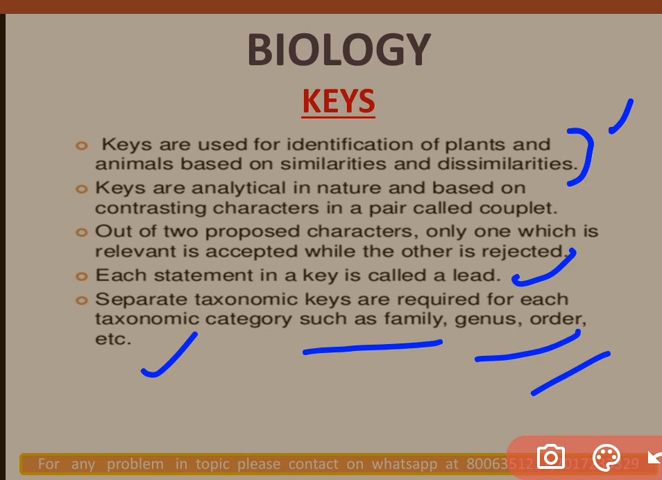 BIOLOGY
KEYS
Keys are used for identification of plants and
animals based on similarities and dissimilarities.
Keys are analytical in nature and based on
contrasting characters in a pair called couplet.
Out of two proposed characters, only one which is
relevant is accepted while the other is rejected.
Each statement in a key is called a lead.
Separate taxonomic keys are required for each
taxonomic category such as family, genus, order,
etc.
For any problem in topic please contact on whatsapp at